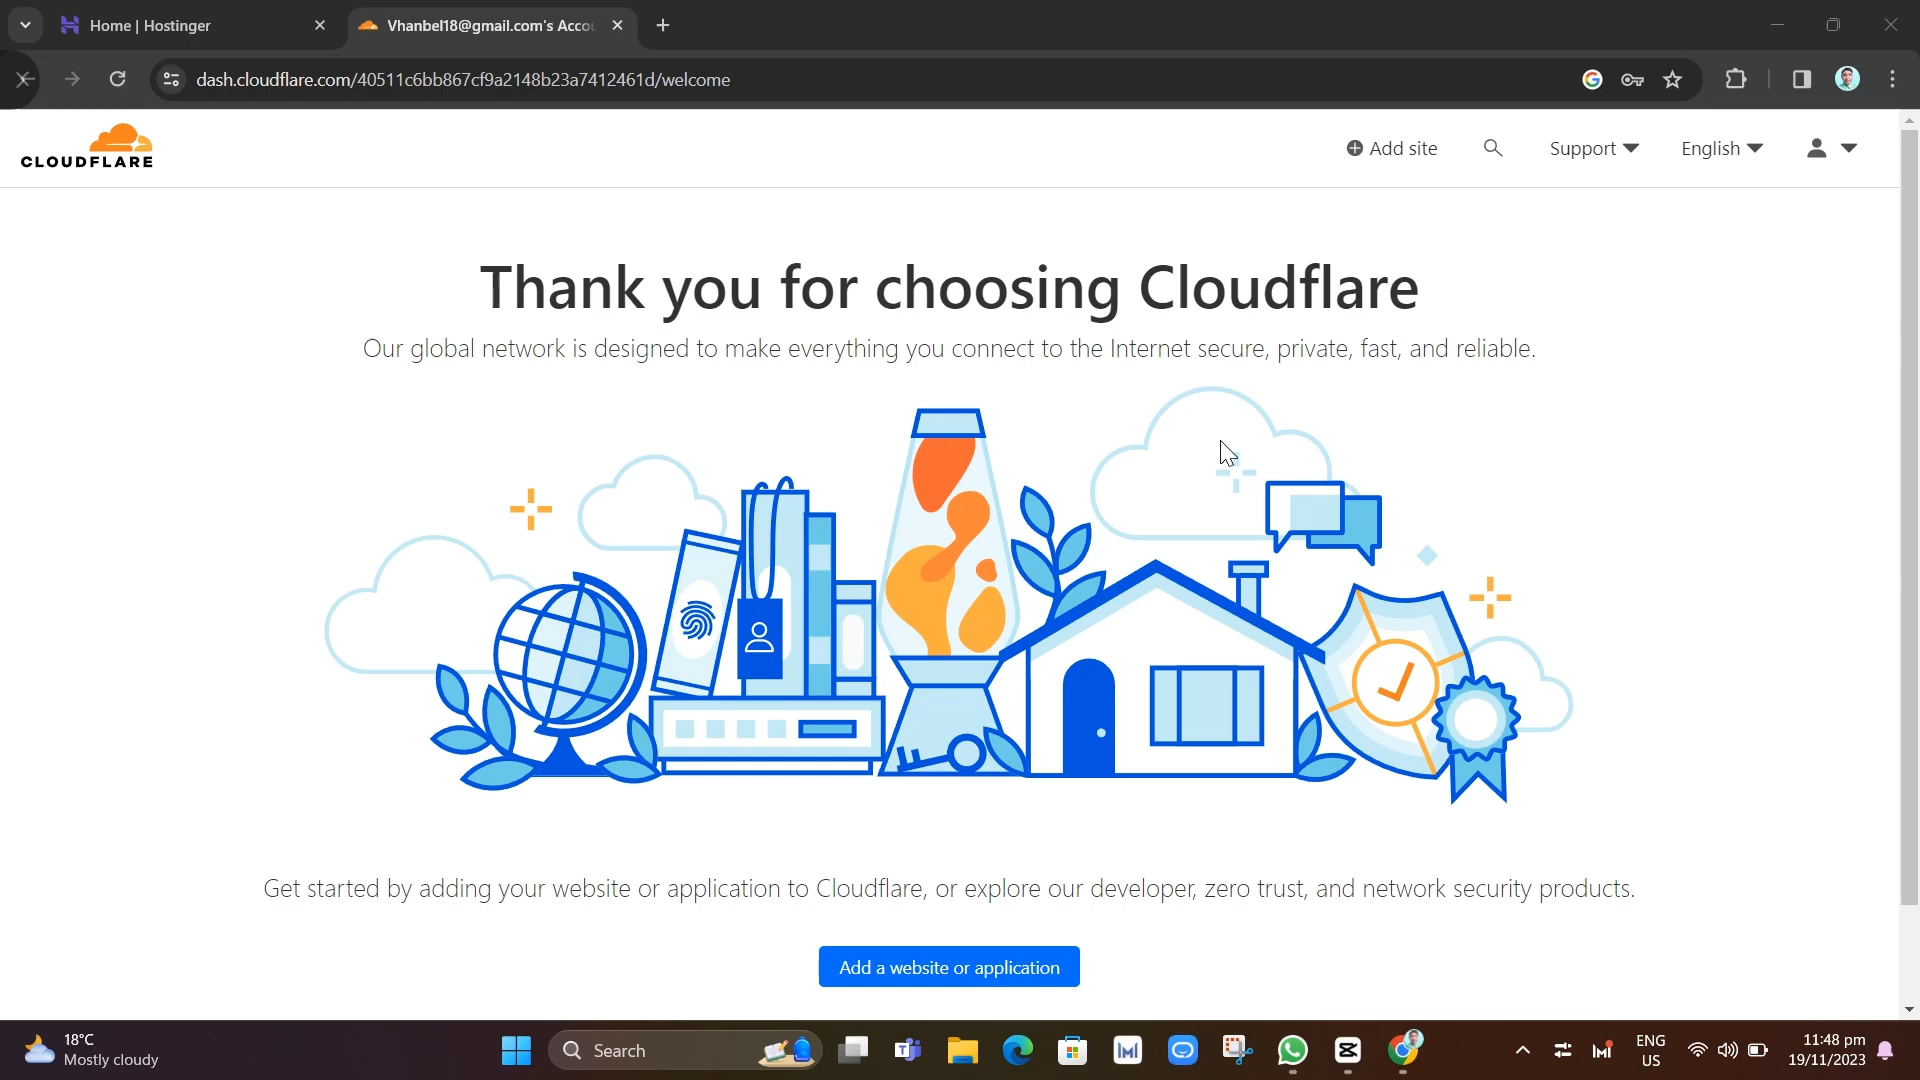 Home | Hostinger
Vhanbel18@gmail.com's Accou
dash.cloudflare.com/40511c6bb867cf9a2148b23a7412461d/welcome
CLOUDFLARE
Add site
Support
English
Thank you for choosing Cloudflare
Our global network is designed to make everything you connect to the Internet secure, private, fast, and reliable.
Get started by adding your website or application to Cloudflare, or explore our developer, zero trust, and network security products.
Add a website or application
18°C
Mostly cloudy
Search
ENG
US
11:48 pm
19/11/2023